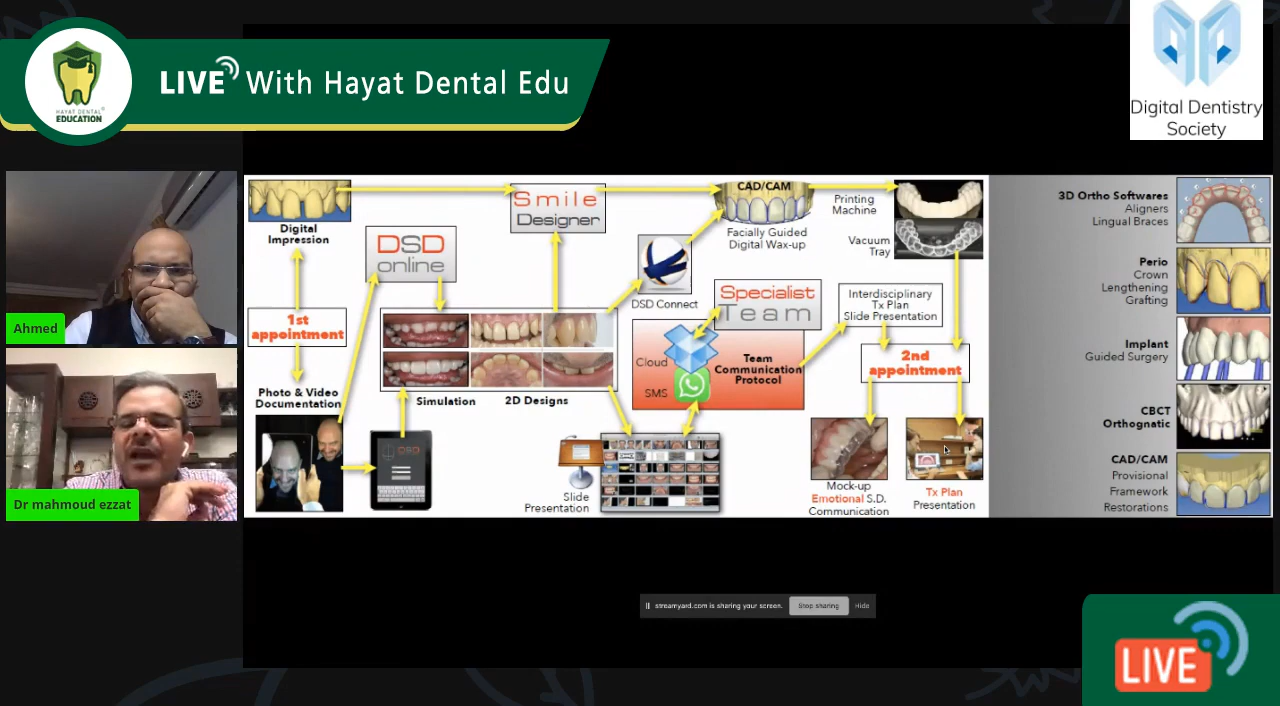 LIVE With Hayat Dental Edu
HAYAT DENTAL
EDUCATION
Digital Dentistry
Society
Ahmed
Dr mahmoud ezzat
Digital
Impression
1st
appointment
Photo & Video
Documentation
DSD
online
Smile
Designer
Simulation
2D Designs
Slide
Presentation
DSD Connect
CAD/CAM
Facially Guided
Digital Wax-up
Printing
Machine
Vacuum
Tray
Specialist
Team
Cloud
SMS
Team
Communication
Protocol
Interdisciplinary
Tx Plan
Slide Presentation
2nd
appointment
Mock-up
Emotional S.D.
Communication
Tx Plan
Presentation
3D Ortho Softwares
Aligners
Lingual Braces
Perio
Crown
Lengthening
Grafting
Implant
Guided Surgery
CBCT
Orthognatic
CAD/CAM
Provisional
Framework
Restorations
streamyard.com is sharing your screen.
Stop sharing
Hide
LIVE